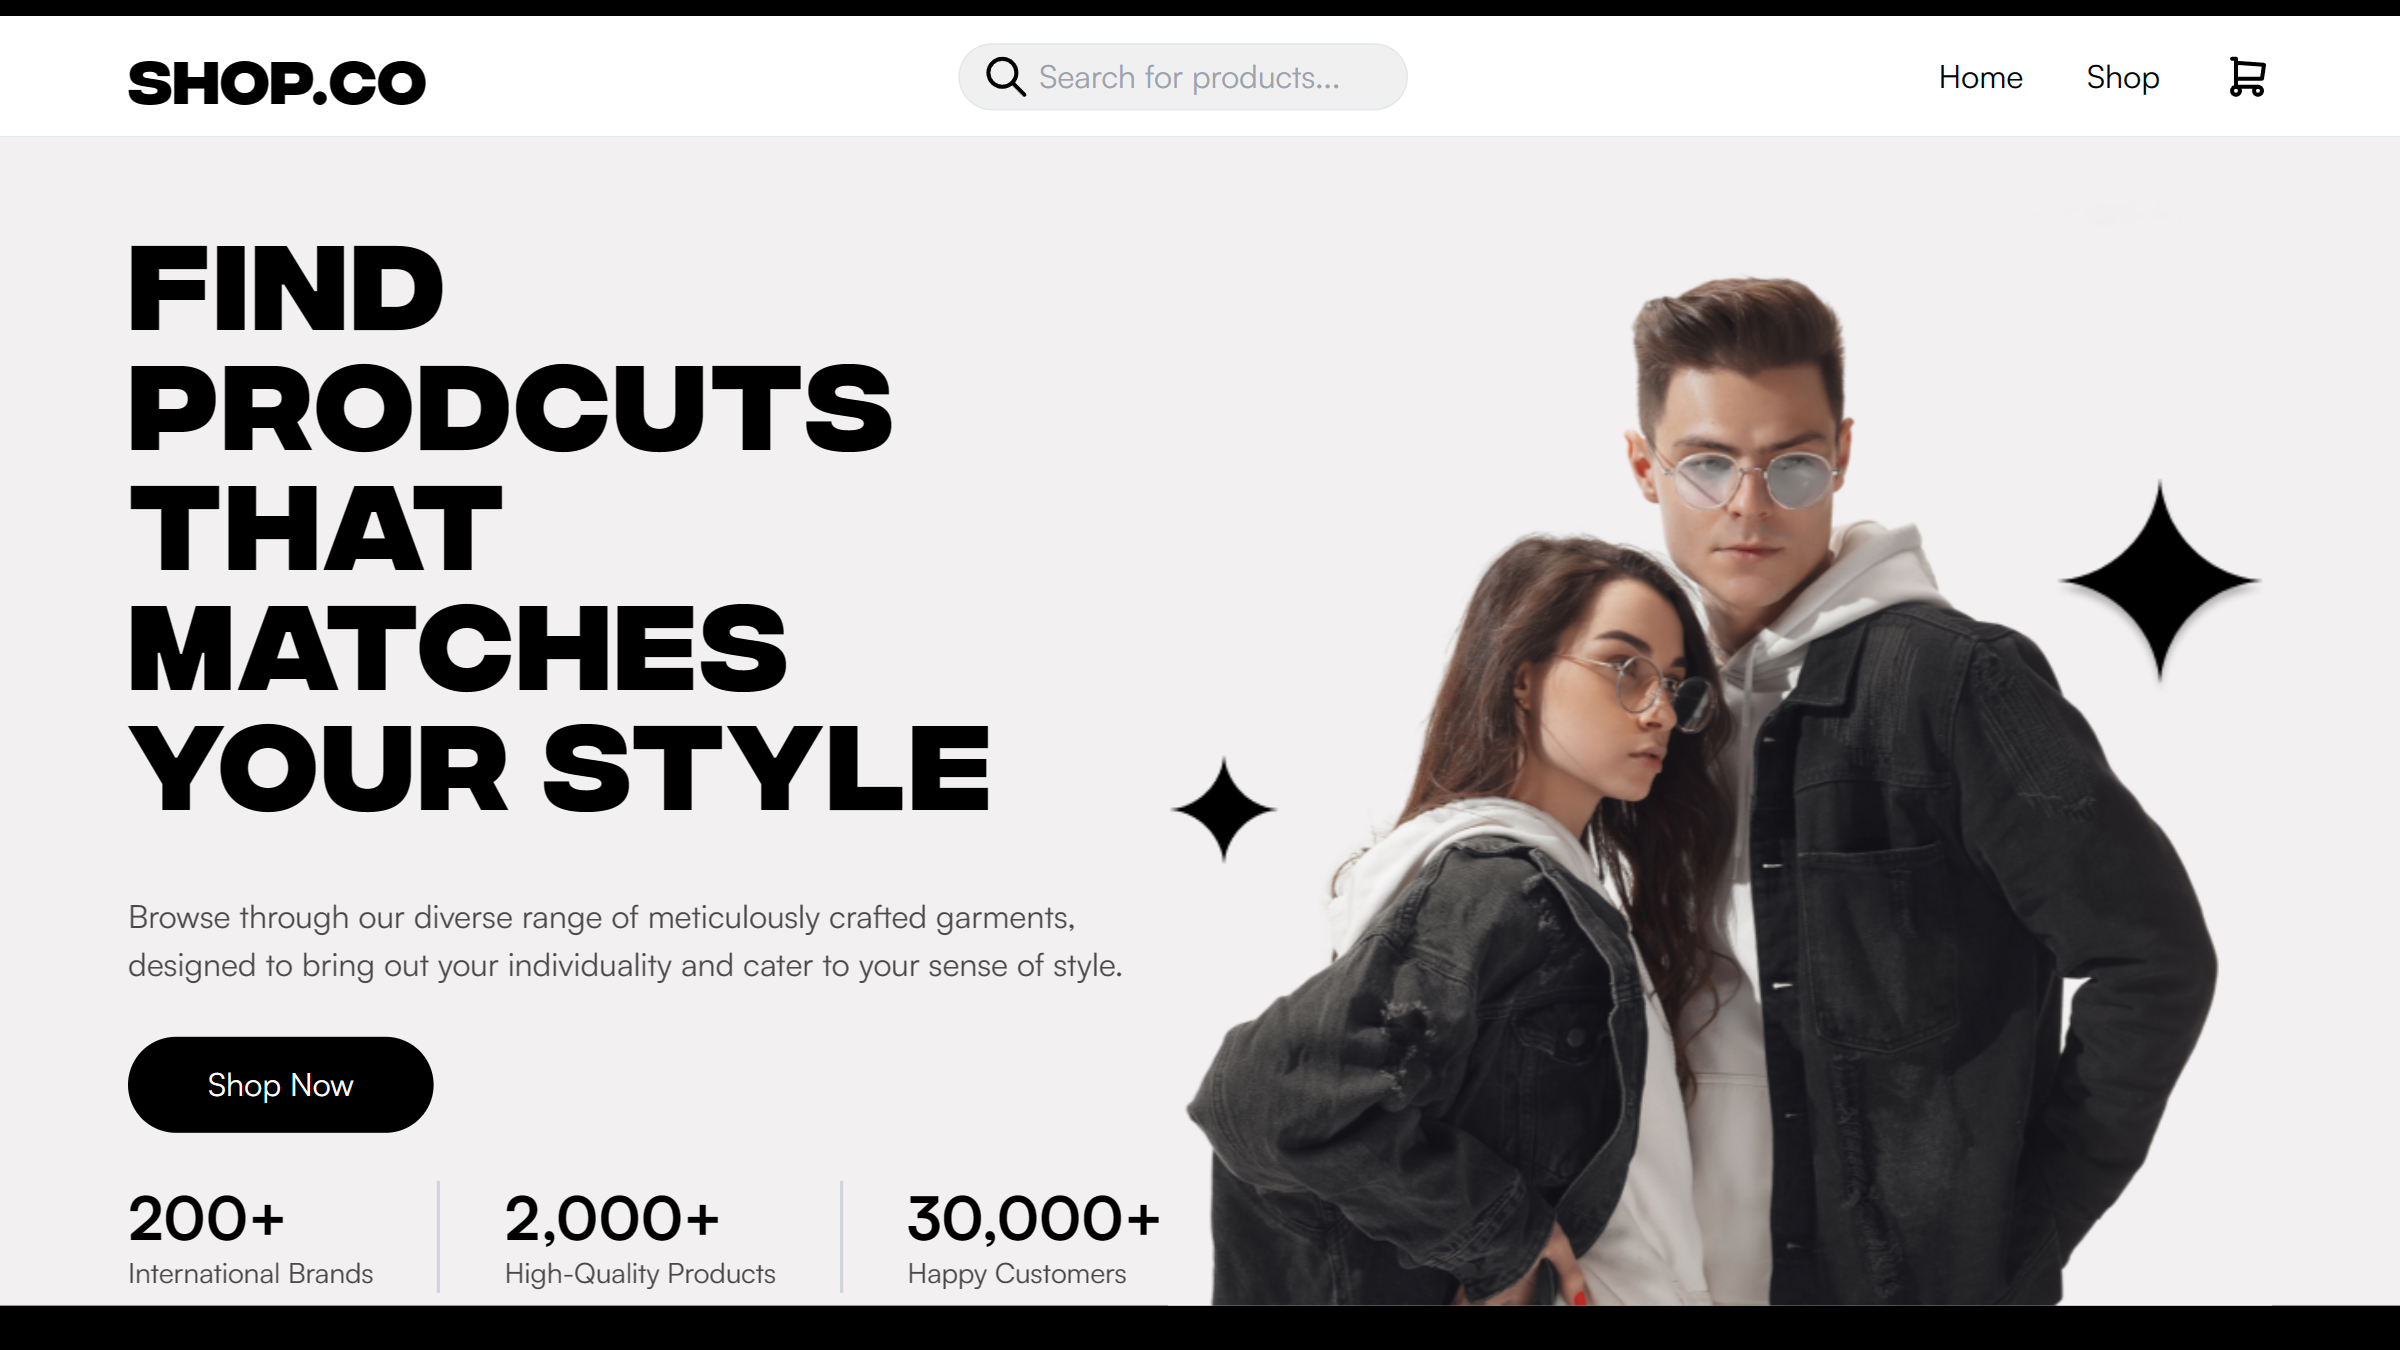 SHOP.CO
Search for products...
Home
Shop
FIND
PRODCUTS
THAT
MATCHES
YOUR STYLE
Browse through our diverse range of meticulously crafted garments,
designed to bring out your individuality and cater to your sense of style.
Shop Now
200+
International Brands
2,000+
High-Quality Products
30,000+
Happy Customers